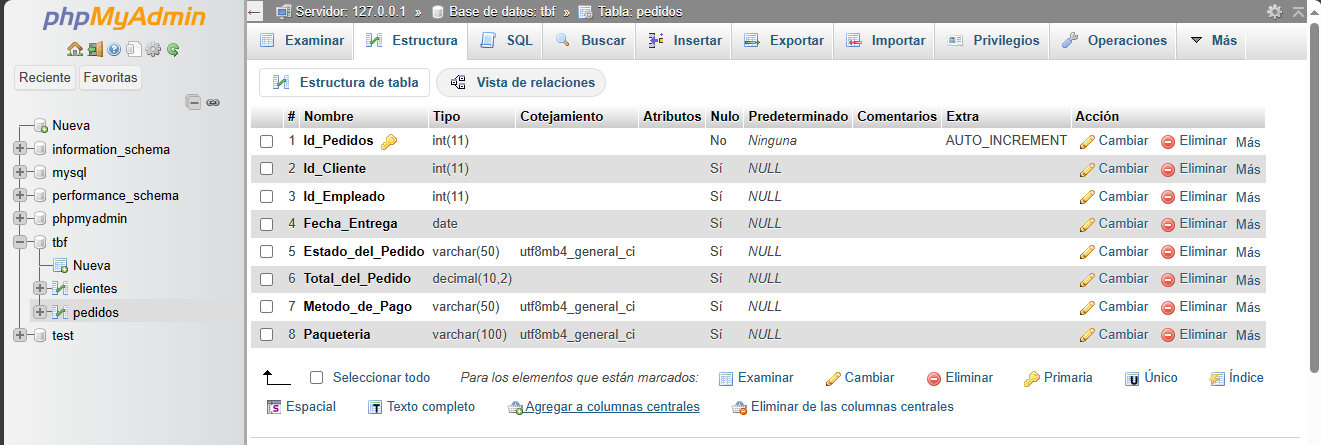 phpMyAdmin
Reciente Favoritas
Nueva
information_schema
mysql
performance_schema
phpmyadmin
tbf
Nueva
clientes
pedidos
test
Servidor: 127.0.0.1 » Base de datos: tbf » Tabla: pedidos
Examinar Estructura SQL Buscar Insertar Exportar Importar Privilegios Operaciones Más
Estructura de tabla Vista de relaciones
# Nombre Tipo Cotejamiento Atributos Nulo Predeterminado Comentarios Extra Acción
1 Id_Pedidos int(11) No Ninguna AUTO_INCREMENT Cambiar Eliminar Más
2 Id_Cliente int(11) Sí NULL Cambiar Eliminar Más
3 Id_Empleado int(11) Sí NULL Cambiar Eliminar Más
4 Fecha_Entrega date Sí NULL Cambiar Eliminar Más
5 Estado_del_Pedido varchar(50) utf8mb4_general_ci Sí NULL Cambiar Eliminar Más
6 Total_del_Pedido decimal(10,2) Sí NULL Cambiar Eliminar Más
7 Metodo_de_Pago varchar(50) utf8mb4_general_ci Sí NULL Cambiar Eliminar Más
8 Paqueteria varchar(100) utf8mb4_general_ci Sí NULL Cambiar Eliminar Más
Seleccionar todo Para los elementos que están marcados: Examinar Cambiar Eliminar Primaria Único Índice
Espacial Texto completo Agregar a columnas centrales Eliminar de las columnas centrales